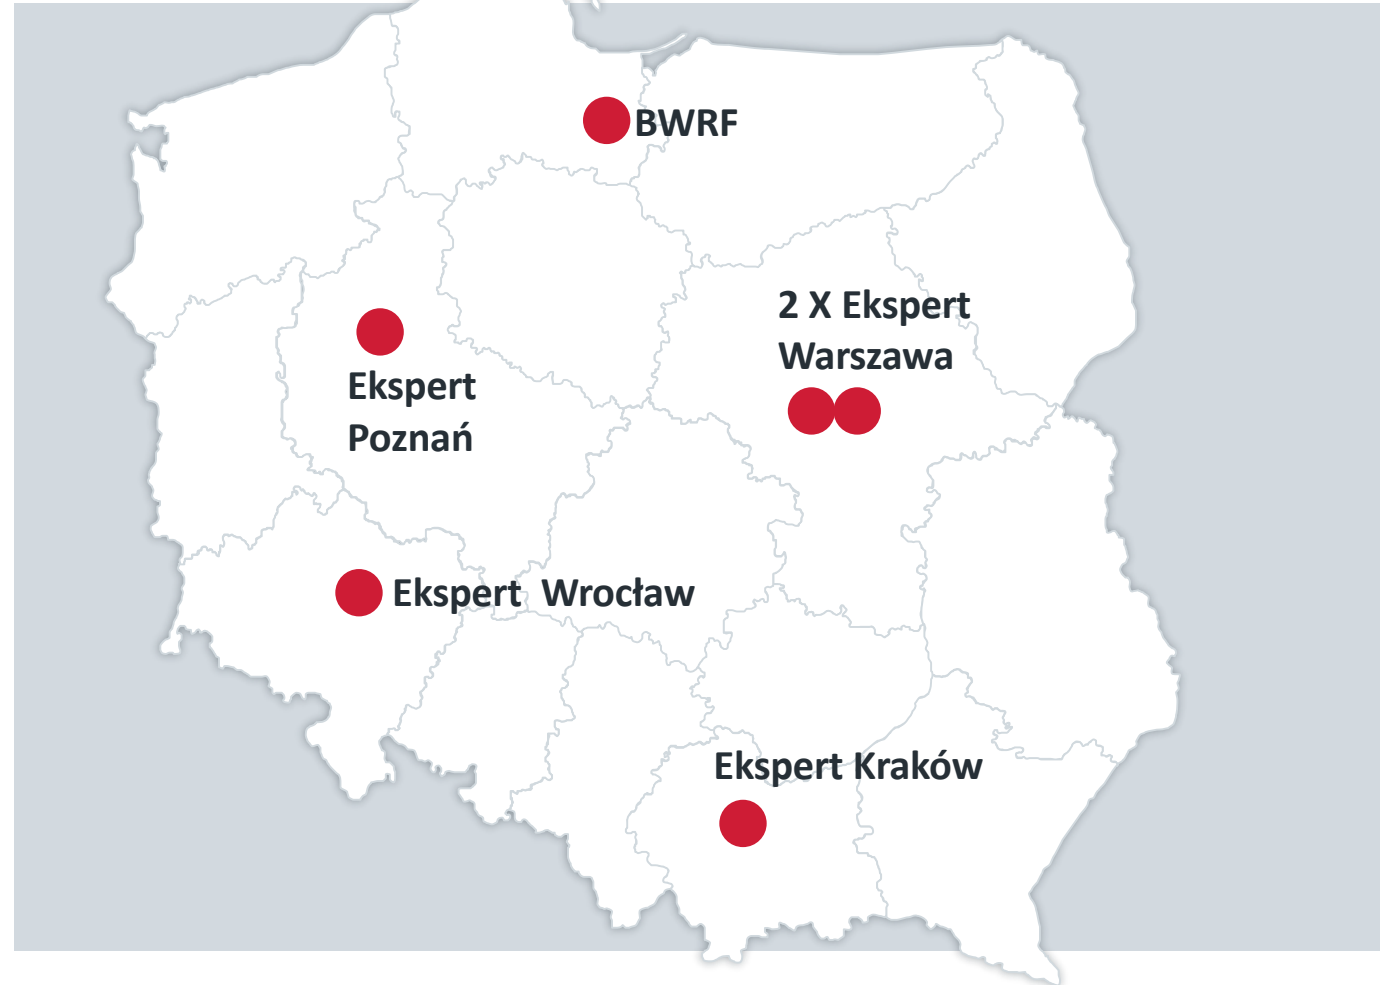 BWRF
2 X Ekspert
Warszawa
Ekspert
Poznań
Ekspert  Wrocław
Ekspert Kraków